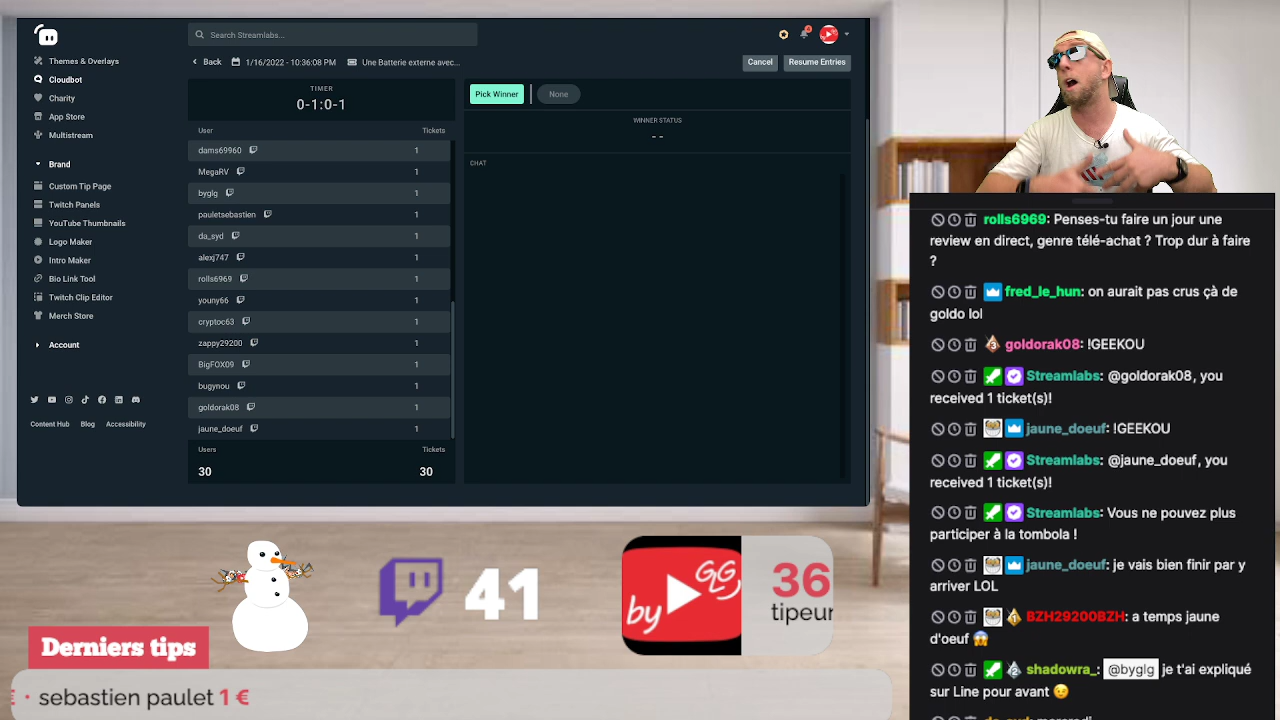 Search Streamlabs...
Themes & Overlays
Cloudbot
Charity
App Store
Multistream
Brand
Custom Tip Page
Twitch Panels
YouTube Thumbnails
Logo Maker
Intro Maker
Bio Link Tool
Twitch Clip Editor
Merch Store
Account
Content Hub Blog Accessibility
Back 1/16/2022 - 10:36:08 PM Une Batterie externe avec...
Cancel Resume Entries
TIMER
0-1:0-1
User Tickets
dams69960 1
MegaRV 1
byglg 1
pauletsebastien 1
da_syd 1
alexj747 1
rolls6969 1
youny66 1
cryptoc63 1
zappy29200 1
BigFOX09 1
bugynou 1
goldorak08 1
jaune_doeuf 1
Users Tickets
30 30
Pick Winner None
WINNER STATUS
--
CHAT
rolls6969: Penses-tu faire un jour une
review en direct, genre télé-achat ? Trop dur à faire
?
fred_le_hun: on aurait pas crus çà de
goldo lol
goldorak08: !GEEKOU
Streamlabs: @goldorak08, you
received 1 ticket(s)!
jaune_doeuf: !GEEKOU
Streamlabs: @jaune_doeuf, you
received 1 ticket(s)!
Streamlabs: Vous ne pouvez plus
participer à la tombola !
jaune_doeuf: je vais bien finir par y
arriver LOL
BZH29200BZH: a temps jaune
d'oeuf 😱
shadowra_: @byglg je t'ai expliqué
sur Line pour avant 😉
41
by GLG
36
tipeur
Derniers tips
€ · sebastien paulet 1 €